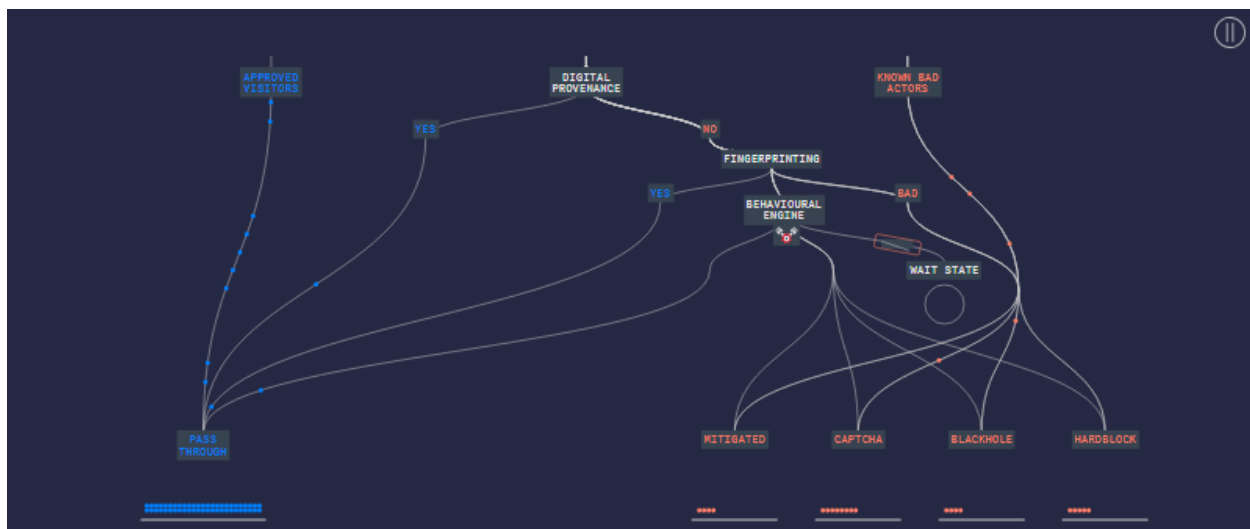 APPROVED
VISITORS
DIGITAL
PROVENANCE
KNOWN BAD
ACTORS
YES
NO
FINGERPRINTING
YES
BAD
BEHAVIOURAL
ENGINE
WAIT STATE
PASS
THROUGH
MITIGATED
CAPTCHA
BLACKHOLE
HARDBLOCK